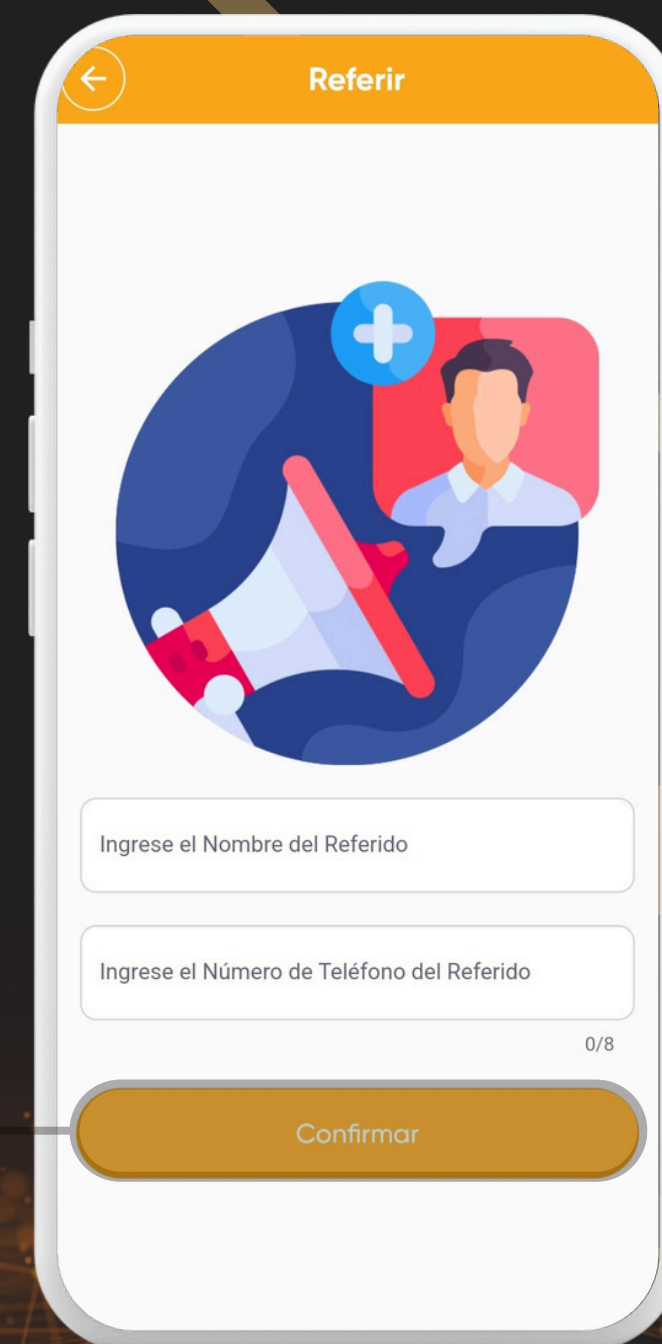 Referir
Ingrese el Nombre del Referido
Ingrese el Número de Teléfono del Referido
0/8
Confirmar